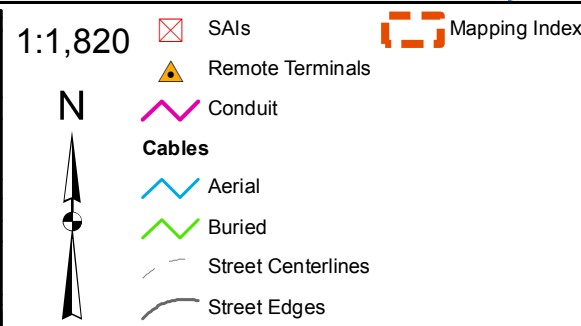 1:1,820
N
SAIs
Remote Terminals
Conduit
Cables
Aerial
Buried
Street Centerlines
Street Edges
Mapping Index